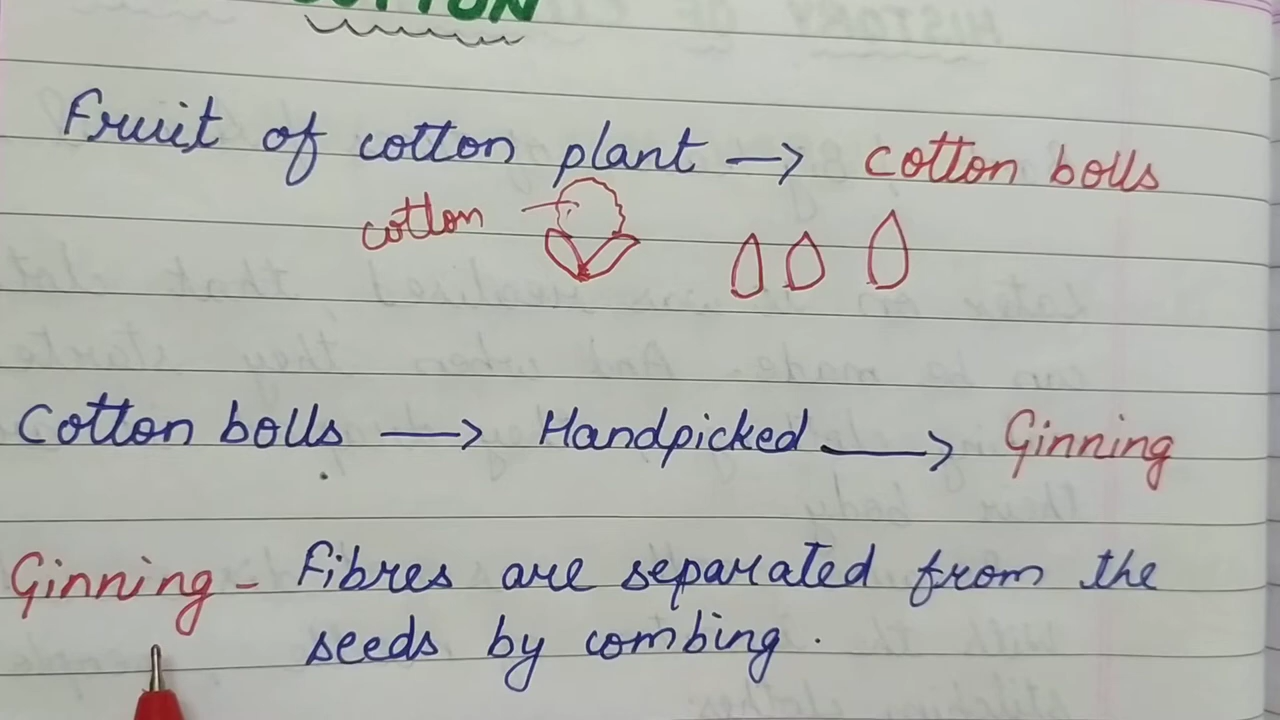 COTTON
Fruit of cotton plant → cotton bolls
cotton
Cotton bolls → Handpicked → Ginning
Ginning - Fibres are separated from the
seeds by combing.